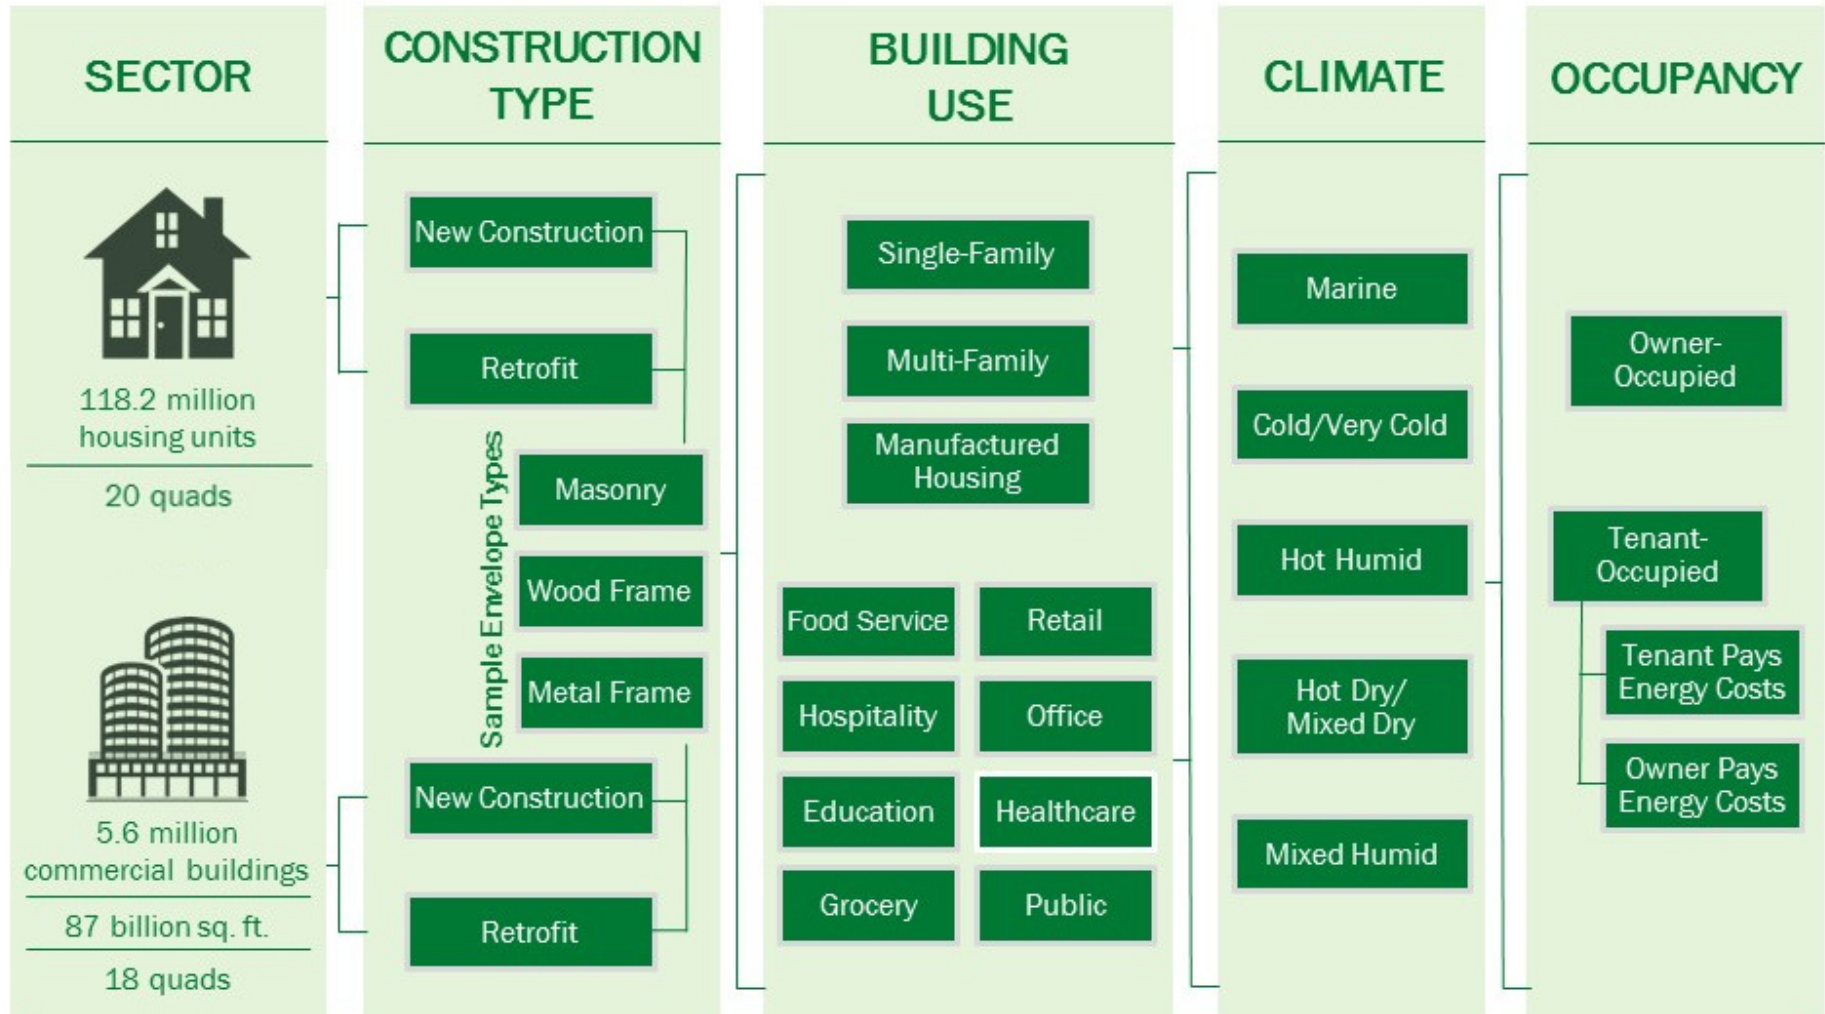 SECTOR
118.2 million
housing units
20 quads
5.6 million
commercial buildings
87 billion sq. ft.
18 quads
CONSTRUCTION
TYPE
New Construction
Retrofit
Sample Envelope Types
Masonry
Wood Frame
Metal Frame
New Construction
Retrofit
BUILDING
USE
Single-Family
Multi-Family
Manufactured
Housing
Food Service
Retail
Hospitality
Office
Education
Healthcare
Grocery
Public
CLIMATE
Marine
Cold/Very Cold
Hot Humid
Hot Dry/
Mixed Dry
Mixed Humid
OCCUPANCY
Owner-
Occupied
Tenant-
Occupied
Tenant Pays
Energy Costs
Owner Pays
Energy Costs